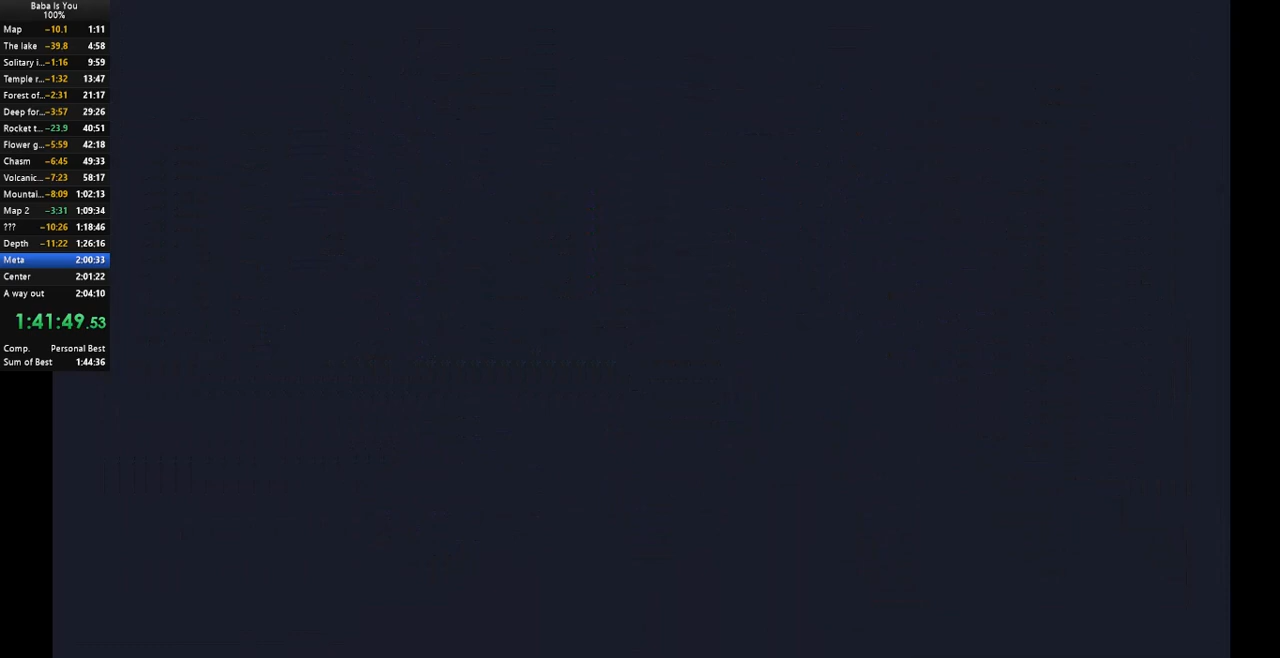 Baba Is You
100%
Map −10.1 1:11
The lake −39.8 4:58
Solitary i... −1:16 9:59
Temple r... −1:32 13:47
Forest of... −2:31 21:17
Deep for... −3:57 29:26
Rocket t... −23.9 40:51
Flower g... −5:59 42:18
Chasm −6:45 49:33
Volcanic... −7:23 58:17
Mountai... −8:09 1:02:13
Map 2 −3:31 1:09:34
??? −10:26 1:18:46
Depth −11:22 1:26:16
Meta 2:00:33
Center 2:01:22
A way out 2:04:10
1:41:49.53
Comp. Personal Best
Sum of Best 1:44:36